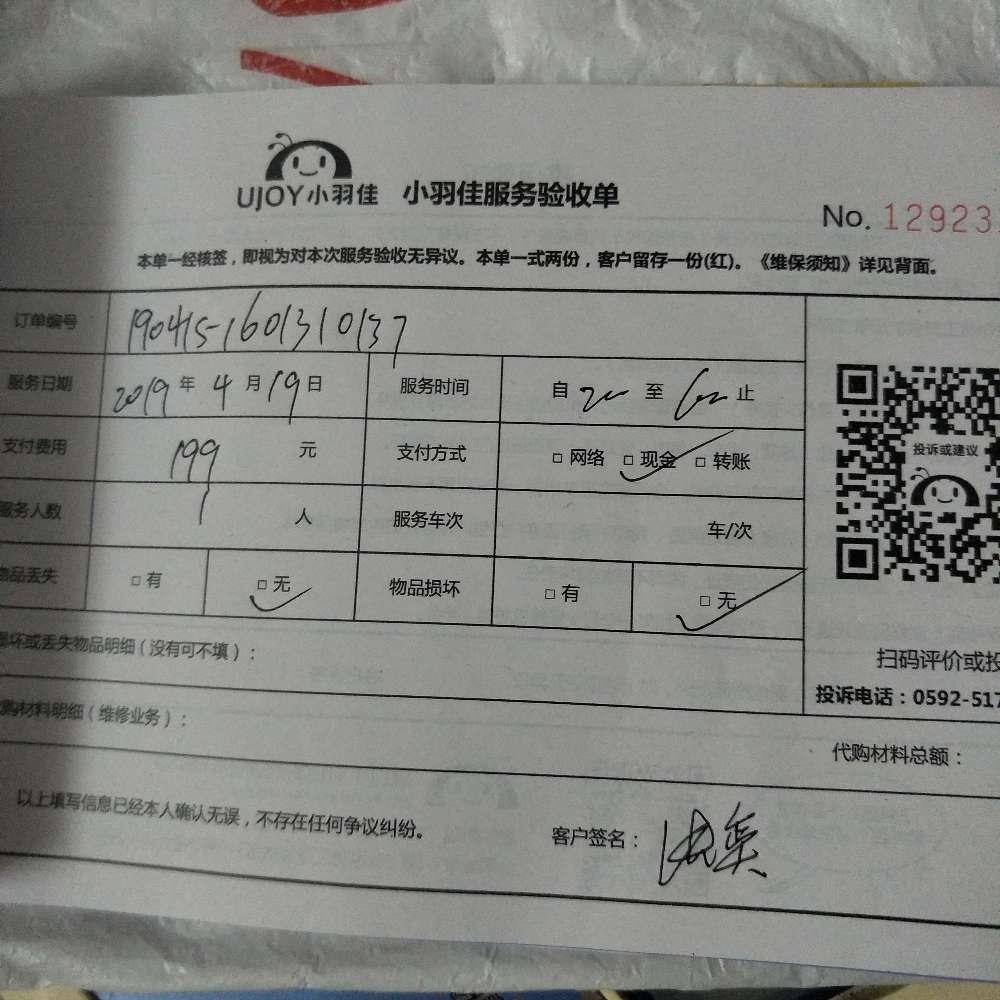 UJOY小羽佳 小羽佳服务验收单
No. 12923
本单一经核签，即视为对本次服务验收无异议。本单一式两份，客户留存一份(红)。《维保须知》详见背面。
订单编号 190415-1601310137
服务日期 2019年4月19日 服务时间 自 至 止
支付费用 199 元 支付方式 □网络 □现金 □转账
投诉或建议
服务人数 1 人 服务车次 车/次
物品丢失 □有 □无 物品损坏 □有 □无
损坏或丢失物品明细（没有可不填）：
扫码评价或投
投诉电话：0592-517
购材料明细（维修业务）：
代购材料总额：
以上填写信息已经本人确认无误，不存在任何争议纠纷。
客户签名：